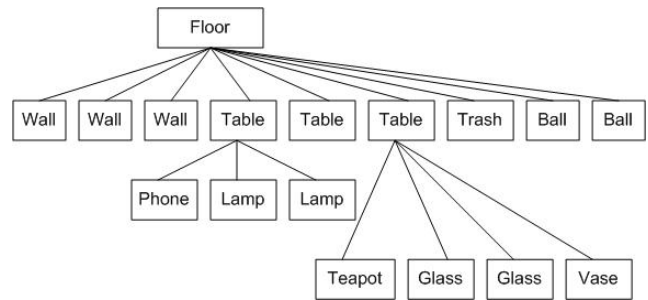 Floor
Wall Wall Wall Table Table Table Trash Ball Ball
Phone Lamp Lamp
Teapot Glass Glass Vase